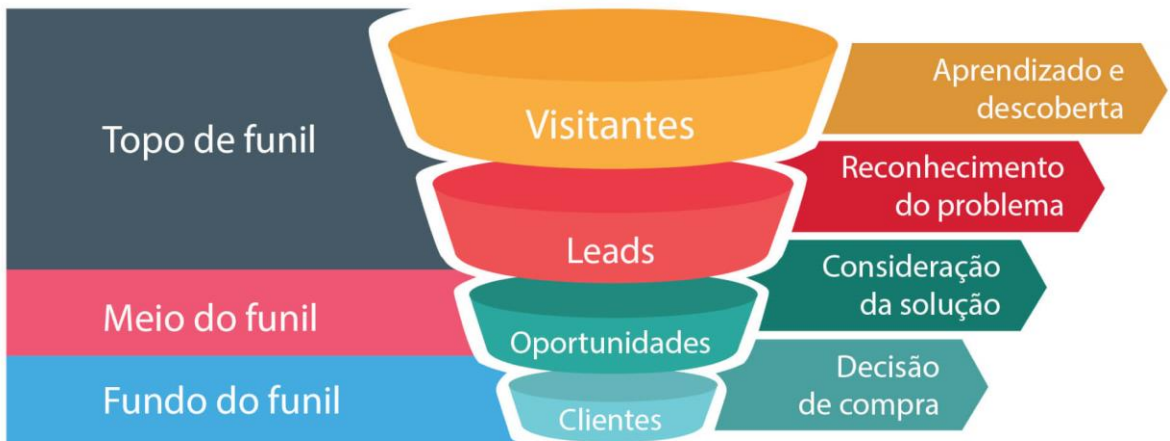 Topo de funil
Visitantes
Aprendizado e
descoberta
Leads
Reconhecimento
do problema
Meio do funil
Oportunidades
Consideração
da solução
Fundo do funil
Clientes
Decisão
de compra